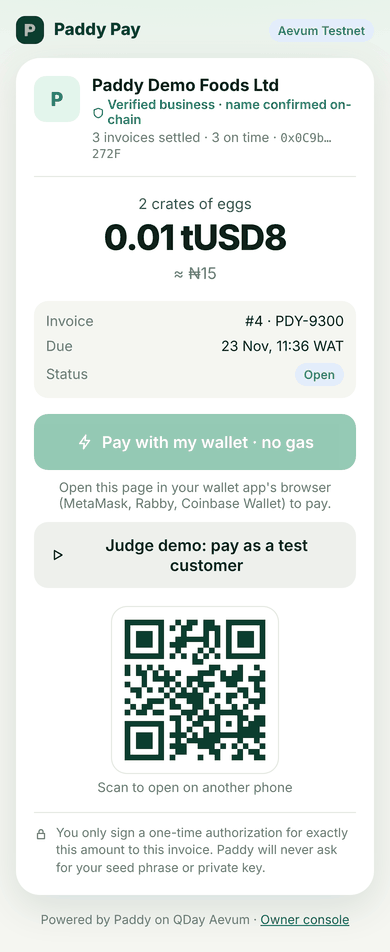 P Paddy Pay Aevum Testnet
P
Paddy Demo Foods Ltd
Verified business · name confirmed on-
chain
3 invoices settled · 3 on time · 0x0C9b…
272F
2 crates of eggs
0.01 tUSD8
≈ ₦15
Invoice #4 · PDY-9300
Due 23 Nov, 11:36 WAT
Status Open
Pay with my wallet · no gas
Open this page in your wallet app's browser
(MetaMask, Rabby, Coinbase Wallet) to pay.
Judge demo: pay as a test
customer
Scan to open on another phone
You only sign a one-time authorization for exactly
this amount to this invoice. Paddy will never ask
for your seed phrase or private key.
Powered by Paddy on QDay Aevum · Owner console